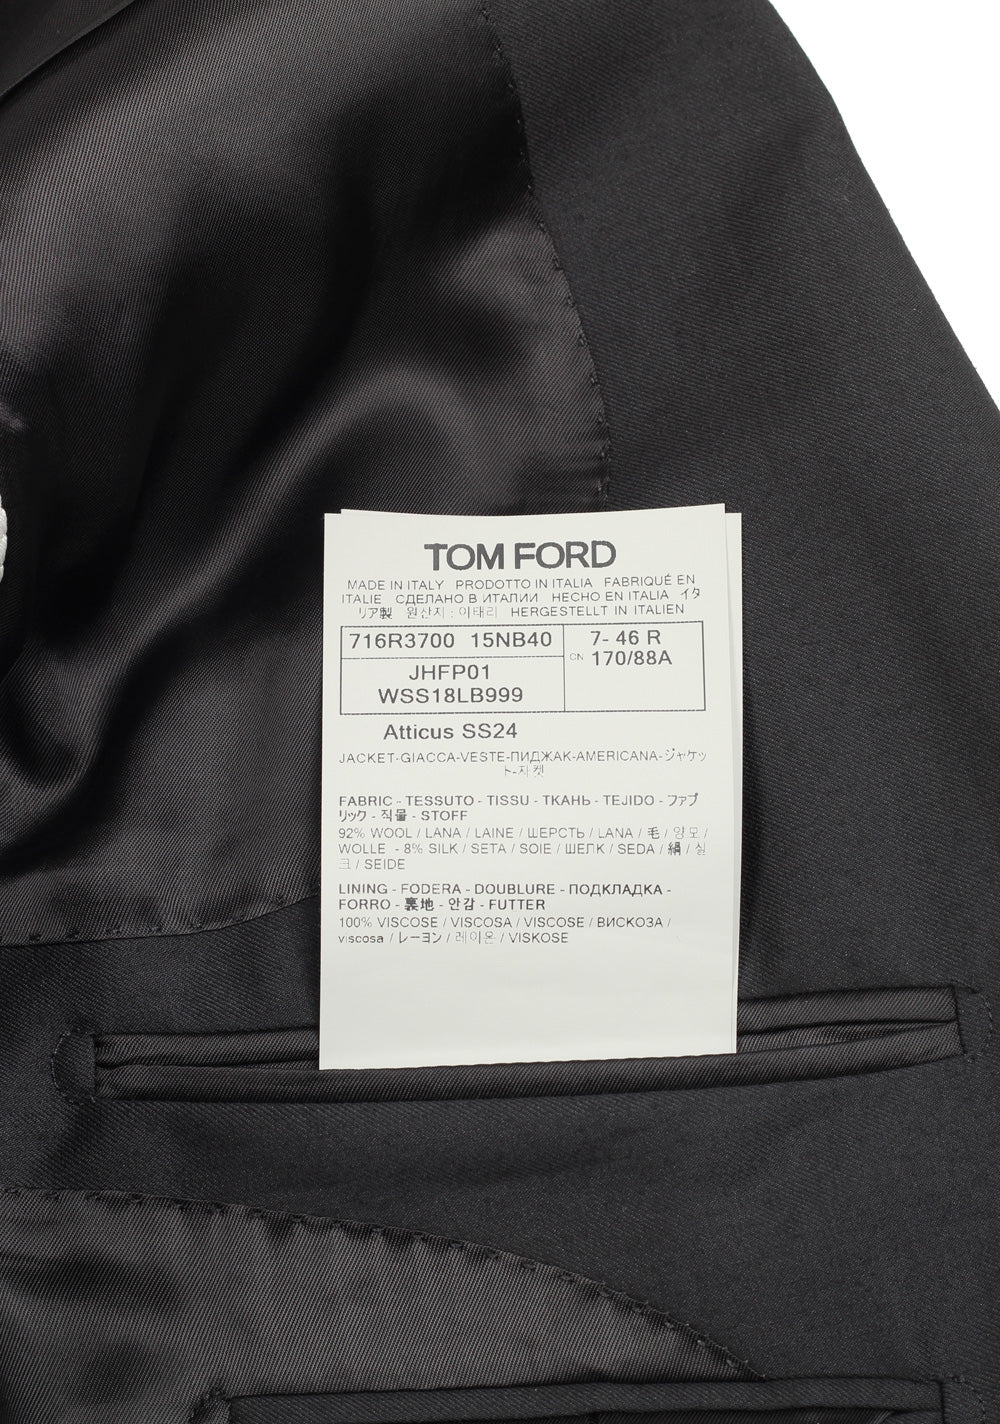 TOM FORD
MADE IN ITALY PRODOTTO IN ITALIA FABRIQUÉ EN
ITALIE СДЕЛАНО В ИТАЛИИ HECHO EN ITALIA イタ
リア製 원산지 : 이태리 HERGESTELLT IN ITALIEN
716R3700 15NB40
7- 46 R
CN 170/88A
JHFP01
WSS18LB999
Atticus SS24
JACKET-GIACCA-VESTE-ПИДЖАК-AMERICANA-ジャケッ
ト-자켓
FABRIC - TESSUTO - TISSU - ТКАНЬ - TEJIDO - ファブ
リック - 직물 - STOFF
92% WOOL / LANA / LAINE / ШЕРСТЬ / LANA / 毛 / 양모 /
WOLLE - 8% SILK / SETA / SOIE / ШЕЛК / SEDA / 絹 / 실
크 / SEIDE
LINING - FODERA - DOUBLURE - ПОДКЛАДКА -
FORRO - 裏地 - 안감 - FUTTER
100% VISCOSE / VISCOSA / VISCOSE / ВИСКОЗА /
viscosa / レーヨン / 레이온 / VISKOSE